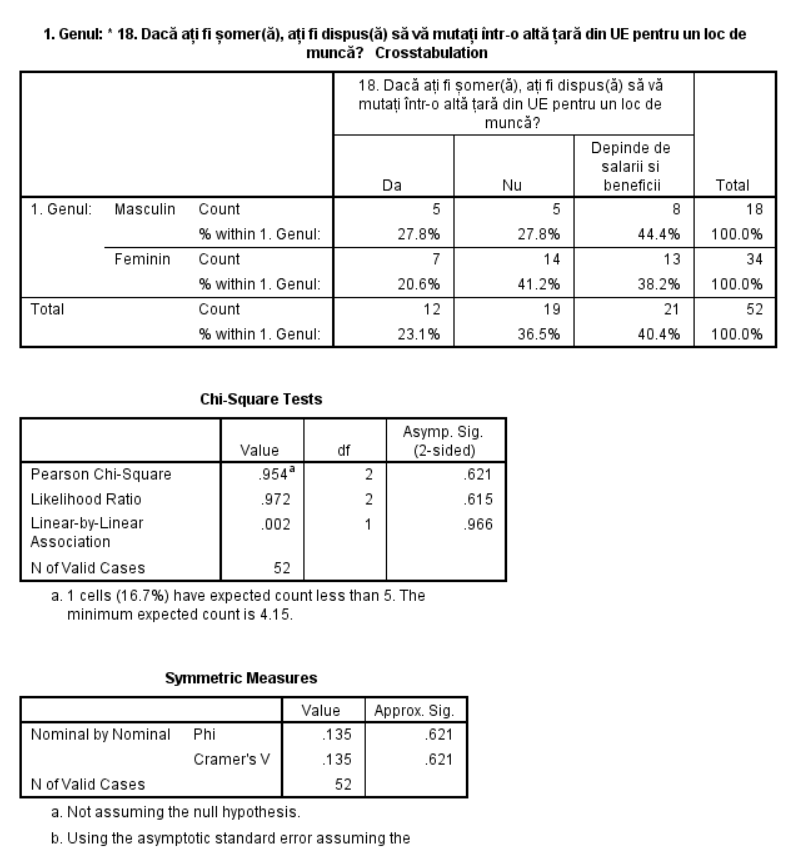 1. Genul: * 18. Dacă ați fi șomer(ă), ați fi dispus(ă) să vă mutați într-o altă țară din UE pentru un loc de
muncă? Crosstabulation
18. Dacă ați fi șomer(ă), ați fi dispus(ă) să vă
mutați într-o altă țară din UE pentru un loc de
muncă?
Depinde de
salarii si
Da Nu beneficii Total
1. Genul: Masculin Count 5 5 8 18
% within 1. Genul: 27.8% 27.8% 44.4% 100.0%
Feminin Count 7 14 13 34
% within 1. Genul: 20.6% 41.2% 38.2% 100.0%
Total Count 12 19 21 52
% within 1. Genul: 23.1% 36.5% 40.4% 100.0%
Chi-Square Tests
Asymp. Sig.
Value df (2-sided)
Pearson Chi-Square .954a 2 .621
Likelihood Ratio .972 2 .615
Linear-by-Linear .002 1 .966
Association
N of Valid Cases 52
a. 1 cells (16.7%) have expected count less than 5. The
minimum expected count is 4.15.
Symmetric Measures
Value Approx. Sig.
Nominal by Nominal Phi .135 .621
Cramer's V .135 .621
N of Valid Cases 52
a. Not assuming the null hypothesis.
b. Using the asymptotic standard error assuming the